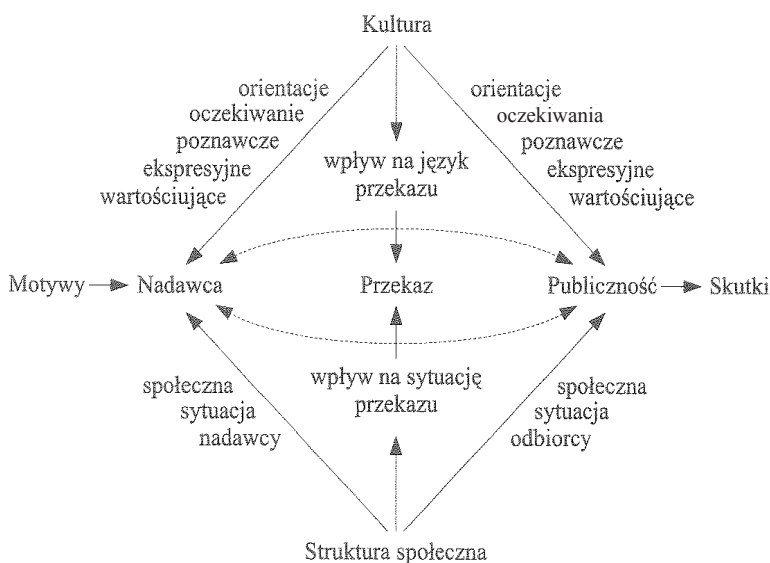 Kultura
orientacje
oczekiwanie
poznawcze
ekspresyjne
wartościujące
orientacje
oczekiwania
poznawcze
ekspresyjne
wartościujące
wpływ na język
przekazu
Motywy
Nadawca
Przekaz
Publiczność
Skutki
społeczna
sytuacja
nadawcy
wpływ na sytuację
przekazu
społeczna
sytuacja
odbiorcy
Struktura społeczna